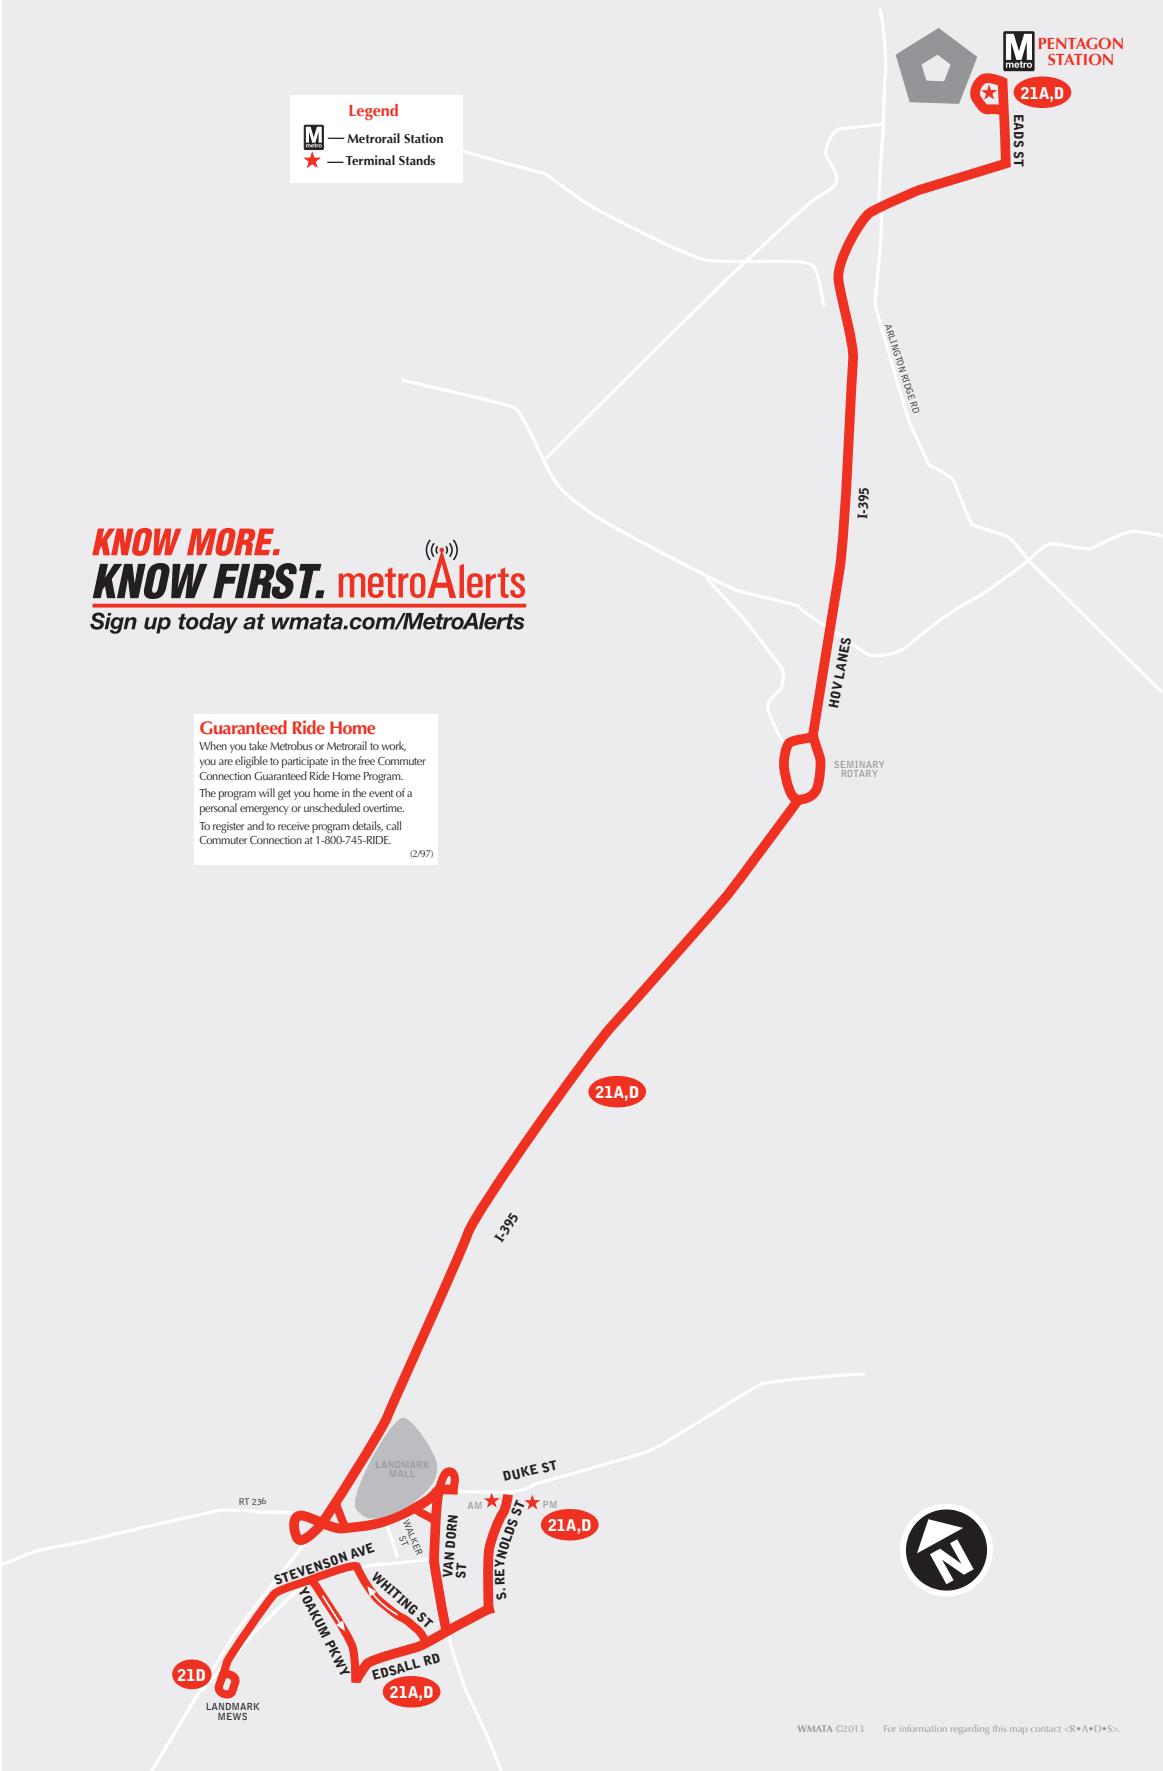 M
metro
PENTAGON
STATION
21A,D
EADS ST
Legend
M
metro
— Metrorail Station
— Terminal Stands
ARLINGTON RIDGE RD
I-395
KNOW MORE.
KNOW FIRST. metroAlerts
Sign up today at wmata.com/MetroAlerts
HOV LANES
Guaranteed Ride Home
When you take Metrobus or Metrorail to work,
you are eligible to participate in the free Commuter
Connection Guaranteed Ride Home Program.
The program will get you home in the event of a
personal emergency or unscheduled overtime.
To register and to receive program details, call
Commuter Connection at 1-800-745-RIDE.
(2/97)
SEMINARY
ROTARY
21A,D
I-395
LANDMARK
MALL
DUKE ST
RT 236
AM
PM
21A,D
WALKER
ST
VAN DORN
ST
S. REYNOLDS ST
STEVENSON AVE
WHITING ST
YOAKUM PKWY
EDSALL RD
21D
21A,D
LANDMARK
MEWS
N
WMATA ©2013 For information regarding this map contact <R•A•D•S>.